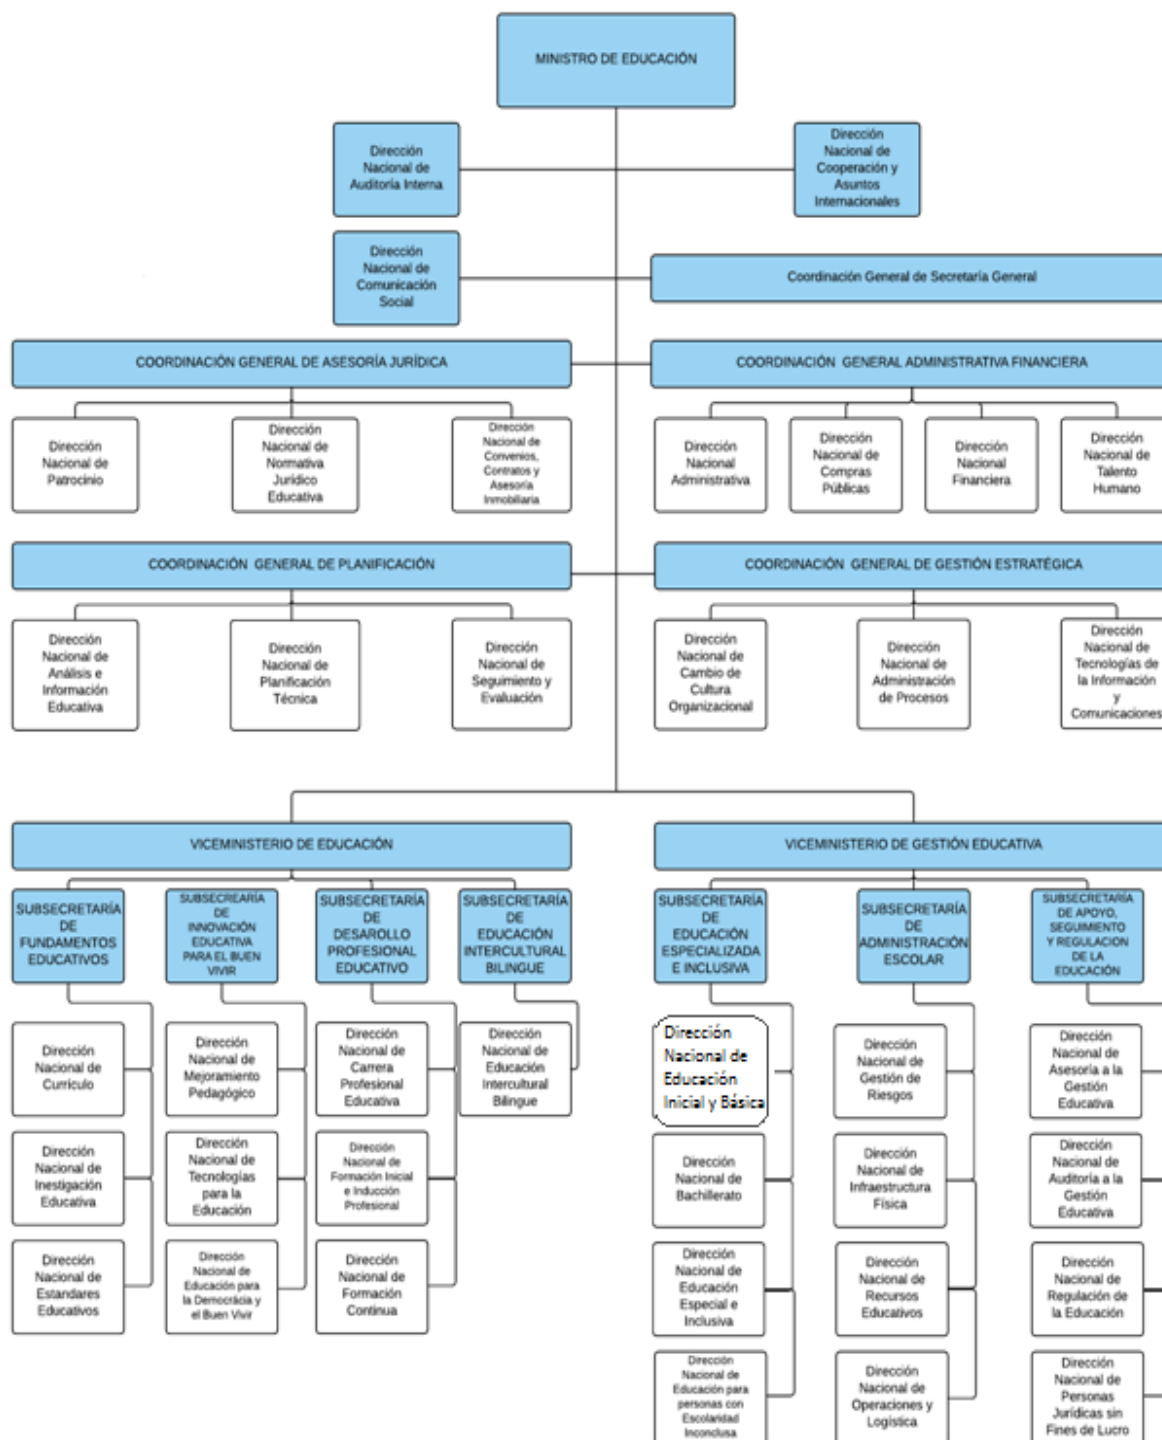 MINISTRO DE EDUCACIÓN
Dirección
Nacional de
Auditoría Interna
Dirección
Nacional de
Cooperación y
Asuntos
Internacionales
Dirección
Nacional de
Comunicación
Social
Coordinación General de Secretaría General
COORDINACIÓN GENERAL DE ASESORÍA JURÍDICA
COORDINACIÓN GENERAL ADMINISTRATIVA FINANCIERA
Dirección
Nacional de
Patrocinio
Dirección
Nacional de
Normativa
Jurídico
Educativa
Dirección
Nacional de
Convenios,
Contratos y
Asesoría
Inmobiliaria
Dirección
Nacional
Administrativa
Dirección
Nacional de
Compras
Públicas
Dirección
Nacional
Financiera
Dirección
Nacional de
Talento
Humano
COORDINACIÓN GENERAL DE PLANIFICACIÓN
COORDINACIÓN GENERAL DE GESTIÓN ESTRATÉGICA
Dirección
Nacional de
Análisis e
Información
Educativa
Dirección
Nacional de
Planificación
Técnica
Dirección
Nacional de
Seguimiento y
Evaluación
Dirección
Nacional de
Cambio de
Cultura
Organizacional
Dirección
Nacional de
Administración
de Procesos
Dirección
Nacional de
Tecnologías de
la Información
y
Comunicaciones
VICEMINISTERIO DE EDUCACIÓN
VICEMINISTERIO DE GESTIÓN EDUCATIVA
SUBSECRETARÍA
DE
FUNDAMENTOS
EDUCATIVOS
SUBSECREARÍA
DE
INNOVACIÓN
EDUCATIVA
PARA EL BUEN
VIVIR
SUBSECRETARÍA
DE
DESAROLLO
PROFESIONAL
EDUCATIVO
SUBSECRETARÍA
DE
EDUCACIÓN
INTERCULTURAL
BILINGUE
SUBSECRETARÍA
DE
EDUCACIÓN
ESPECIALIZADA
E INCLUSIVA
SUBSECRETARÍA
DE
ADMINISTRACIÓN
ESCOLAR
SUBSECRETARÍA
DE APOYO,
SEGUIMIENTO
Y REGULACION
DE LA
EDUCACIÓN
Dirección
Nacional de
Currículo
Dirección
Nacional de
Mejoramiento
Pedagógico
Dirección
Nacional de
Carrera
Profesional
Educativa
Dirección
Nacional de
Educación
Intercultural
Bilingue
Dirección
Nacional de
Educación
Inicial y Básica
Dirección
Nacional de
Gestión de
Riesgos
Dirección
Nacional de
Asesoría a la
Gestión
Educativa
Dirección
Nacional de
Inestigación
Educativa
Dirección
Nacional de
Tecnologías
para la
Educación
Dirección
Nacional de
Formación Inicial
e Inducción
Profesional
Dirección
Nacional de
Bachillerato
Dirección
Nacional de
Infraestructura
Física
Dirección
Nacional de
Auditoría a la
Gestión
Educativa
Dirección
Nacional de
Estandares
Educativos
Dirección
Nacional de
Educación para
la Democrácia y
el Buen Vivir
Dirección
Nacional de
Formación
Continua
Dirección
Nacional de
Educación
Especial e
Inclusiva
Dirección
Nacional de
Recursos
Educativos
Dirección
Nacional de
Regulación de
la Educación
Dirección
Nacional de
Educación para
personas con
Escolaridad
Inconclusa
Dirección
Nacional de
Operaciones y
Logística
Dirección
Nacional de
Personas
Jurídicas sin
Fines de Lucro